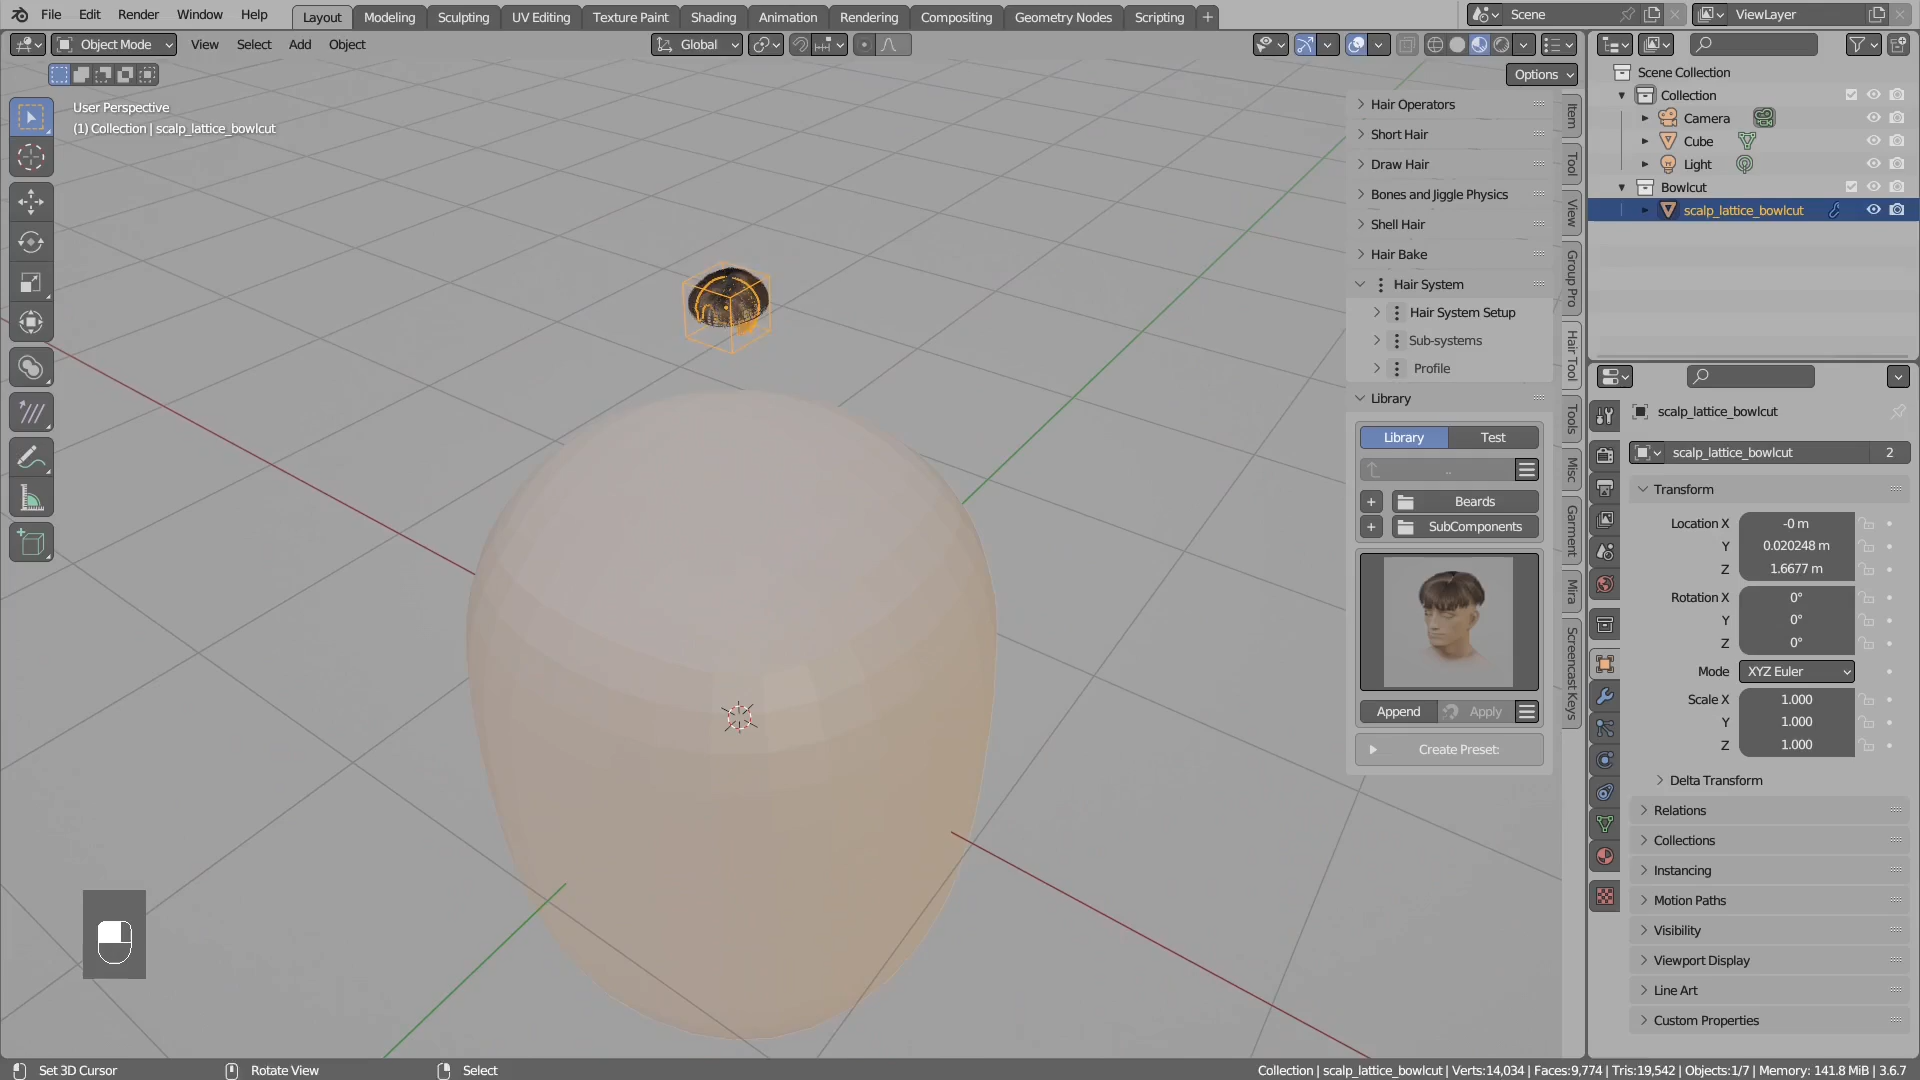 File Edit Render Window Help
Layout Modeling Sculpting UV Editing Texture Paint Shading Animation Rendering Compositing Geometry Nodes Scripting +
Scene
ViewLayer
Object Mode View Select Add Object
Global
Options
User Perspective
(1) Collection | scalp_lattice_bowlcut
Hair Operators
Short Hair
Draw Hair
Bones and Jiggle Physics
Shell Hair
Hair Bake
Hair System
Hair System Setup
Sub-systems
Profile
Library
Library Test
..
+ Beards
+ SubComponents
Append Apply
Create Preset:
Item
Tool
View
Group Pro
Hair Tool
Tools
Misc
Garment
Mira
Screencast Keys
Scene Collection
Collection
Camera
Cube
Light
Bowlcut
scalp_lattice_bowlcut
scalp_lattice_bowlcut
scalp_lattice_bowlcut 2
Transform
Location X -0 m
Y 0.020248 m
Z 1.6677 m
Rotation X 0°
Y 0°
Z 0°
Mode XYZ Euler
Scale X 1.000
Y 1.000
Z 1.000
Delta Transform
Relations
Collections
Instancing
Motion Paths
Visibility
Viewport Display
Line Art
Custom Properties
Set 3D Cursor Rotate View Select
Collection | scalp_lattice_bowlcut | Verts:14,034 | Faces:9,774 | Tris:19,542 | Objects:1/7 | Memory: 141.8 MiB | 3.6.7